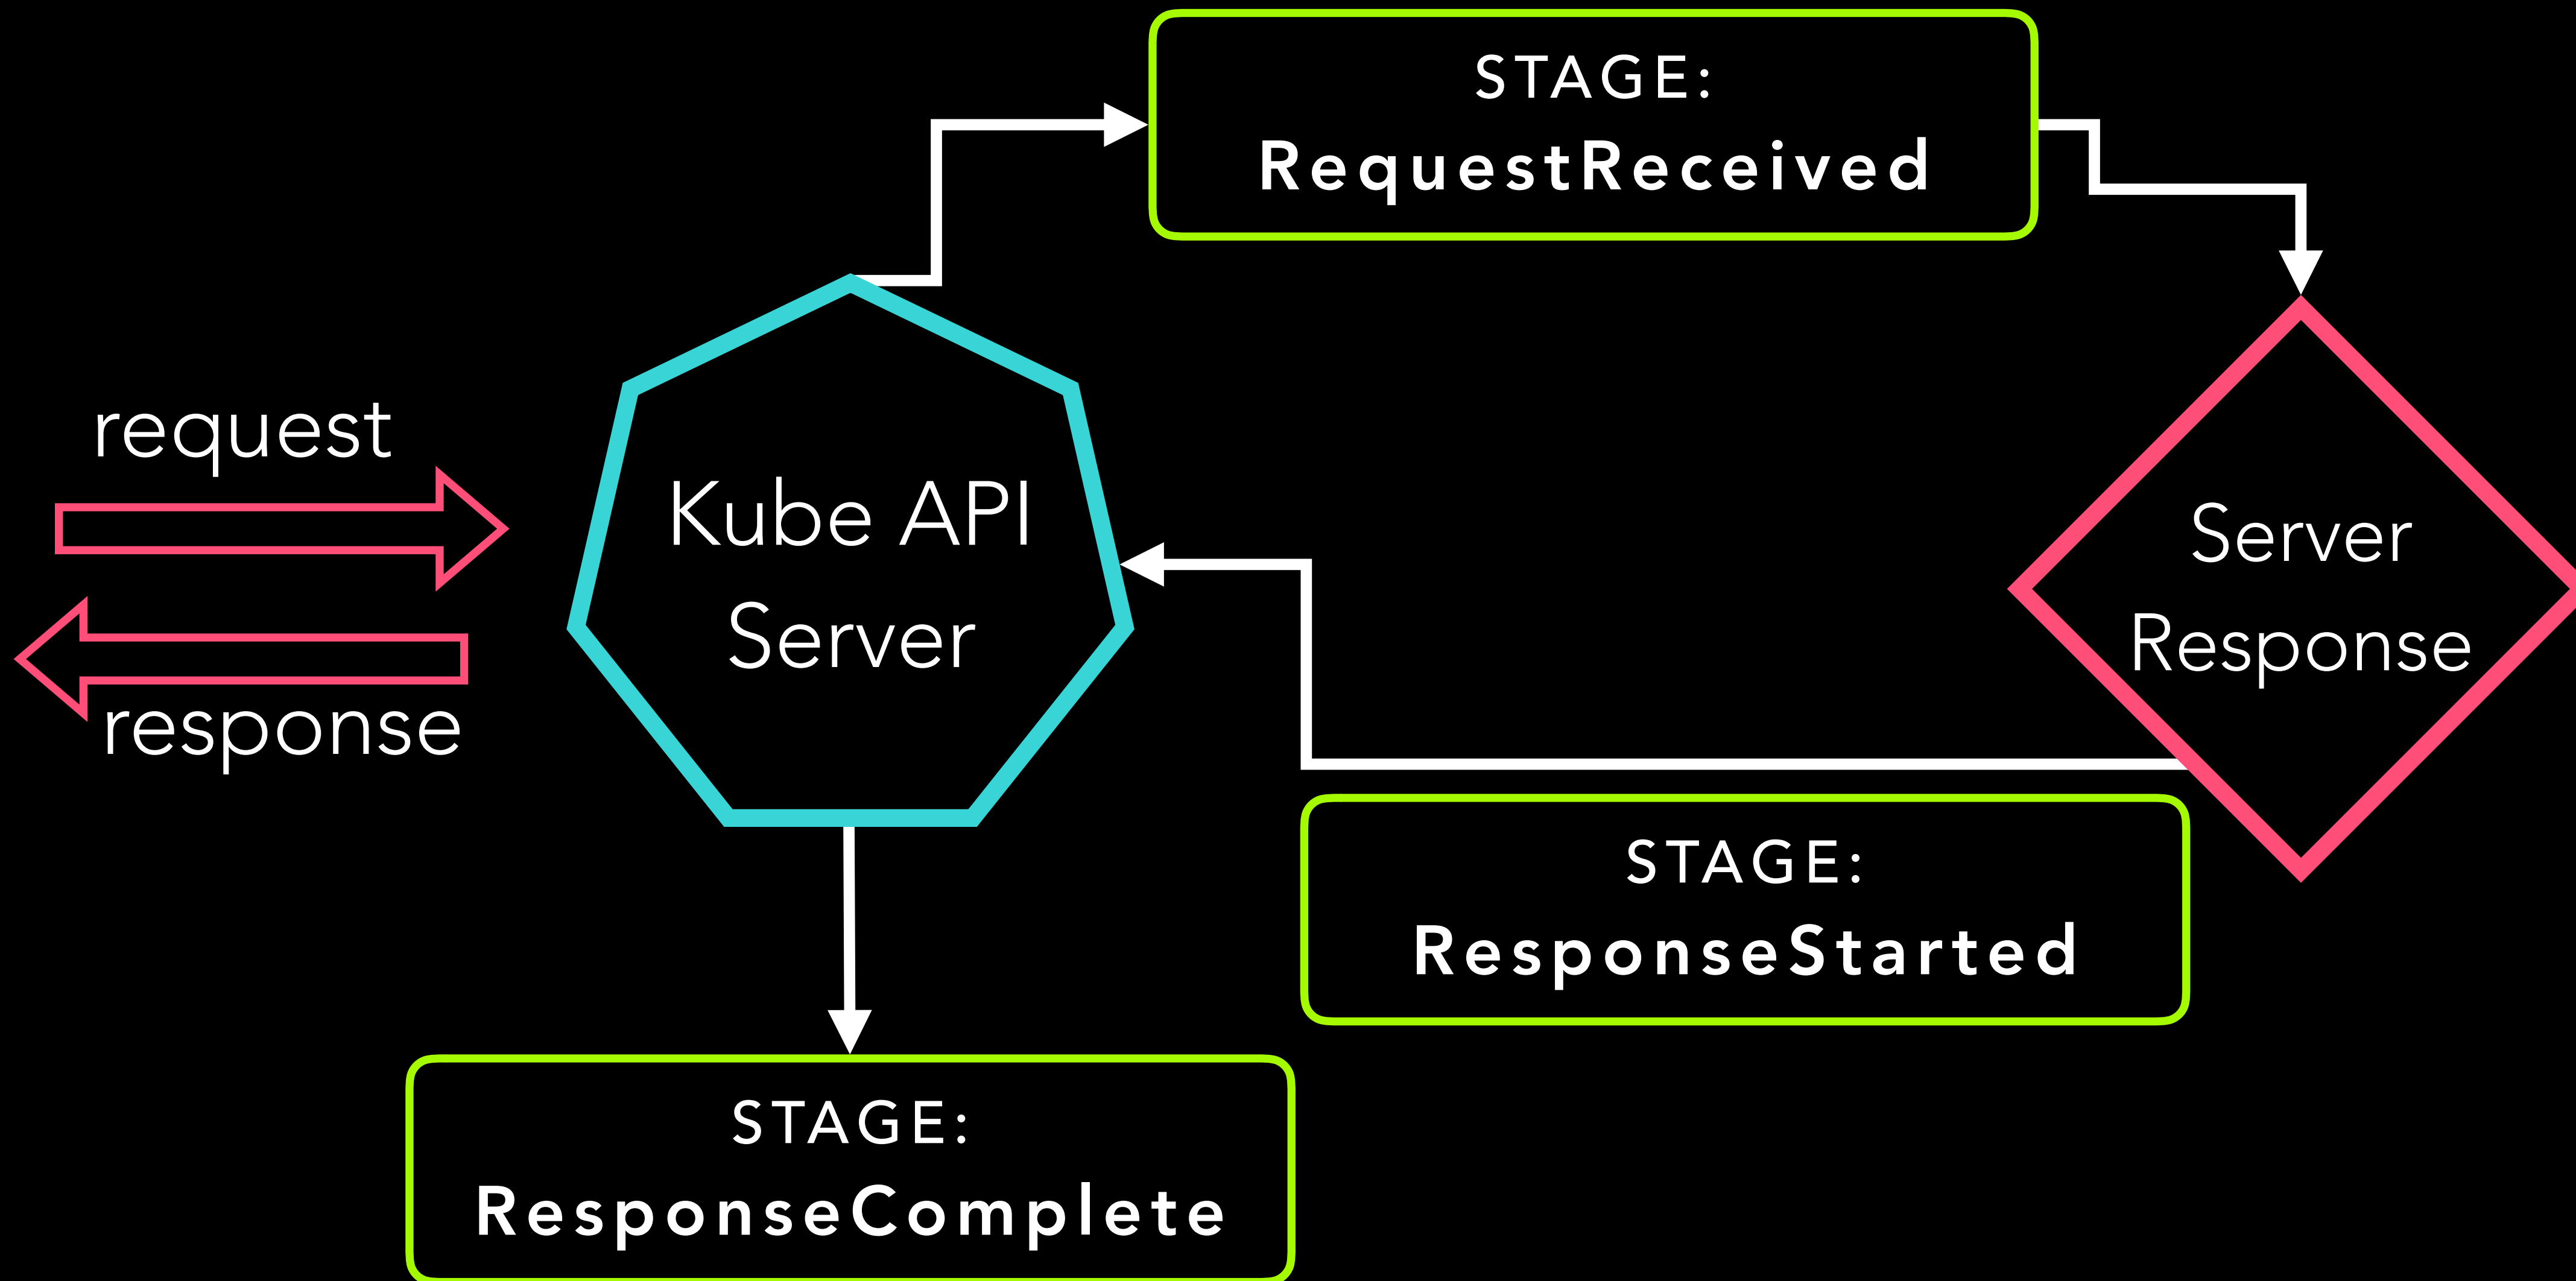 STAGE:
RequestReceived
request
response
Kube API
Server
Server
Response
STAGE:
ResponseStarted
STAGE:
ResponseComplete